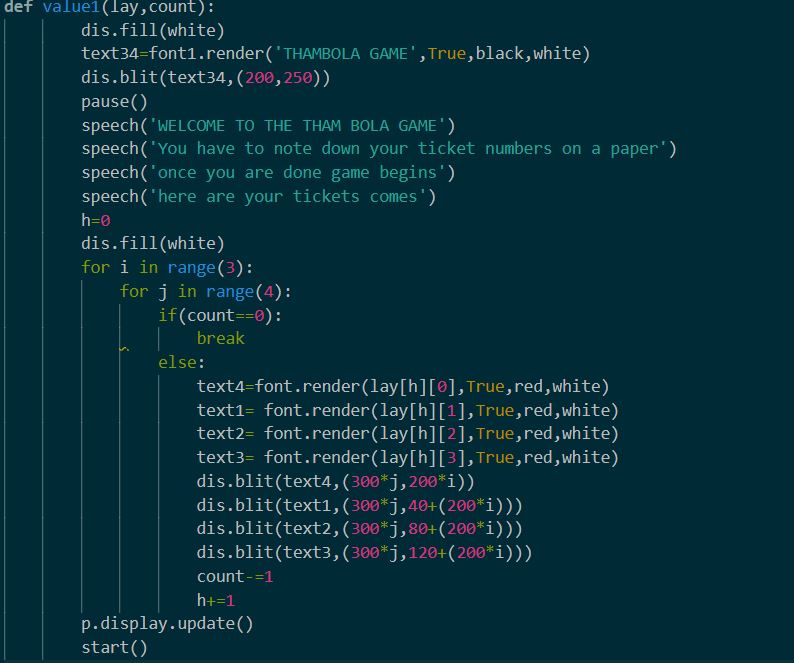 def value1(lay,count):
        dis.fill(white)
        text34=font1.render('THAMBOLA GAME',True,black,white)
        dis.blit(text34,(200,250))
        pause()
        speech('WELCOME TO THE THAM BOLA GAME')
        speech('You have to note down your ticket numbers on a paper')
        speech('once you are done game begins')
        speech('here are your tickets comes')
        h=0
        dis.fill(white)
        for i in range(3):
            for j in range(4):
                if(count==0):
                    break
                else:
                    text4=font.render(lay[h][0],True,red,white)
                    text1= font.render(lay[h][1],True,red,white)
                    text2= font.render(lay[h][2],True,red,white)
                    text3= font.render(lay[h][3],True,red,white)
                    dis.blit(text4,(300*j,200*i))
                    dis.blit(text1,(300*j,40+(200*i)))
                    dis.blit(text2,(300*j,80+(200*i)))
                    dis.blit(text3,(300*j,120+(200*i)))
                    count-=1
                    h+=1
        p.display.update()
        start()